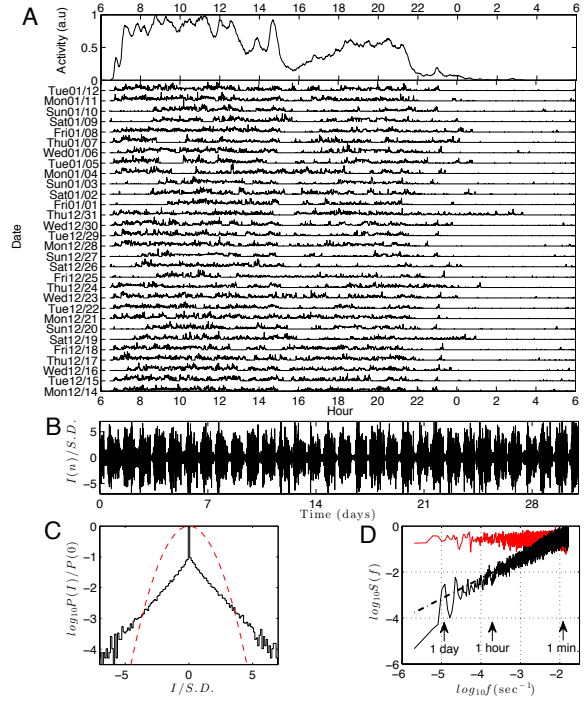 A
6 8 10 12 14 16 18 20 22 0 2 4 6
1
0.5
0
Activity (a.u)
Tue01/12
Mon01/11
Sun01/10
Sat01/09
Fri01/08
Thu01/07
Wed01/06
Tue01/05
Mon01/04
Sun01/03
Sat01/02
Fri01/01
Thu12/31
Wed12/30
Tue12/29
Mon12/28
Sun12/27
Sat12/26
Fri12/25
Thu12/24
Wed12/23
Tue12/22
Mon12/21
Sun12/20
Sat12/19
Fri12/18
Thu12/17
Wed12/16
Tue12/15
Mon12/14
Date
6 8 10 12 14 16 18 20 22 0 2 4 6
Hour
B
I(n)/S.D.
5
0
−5
0 7 14 21 28
Time (days)
C
log10P(I)/P(0)
0
−1
−2
−3
−4
−5 0 5
I/S.D.
D
log10S(f)
0
−2
−4
−6
1 day 1 hour 1 min.
−6 −5 −4 −3 −2 −1
log10f(sec−1)